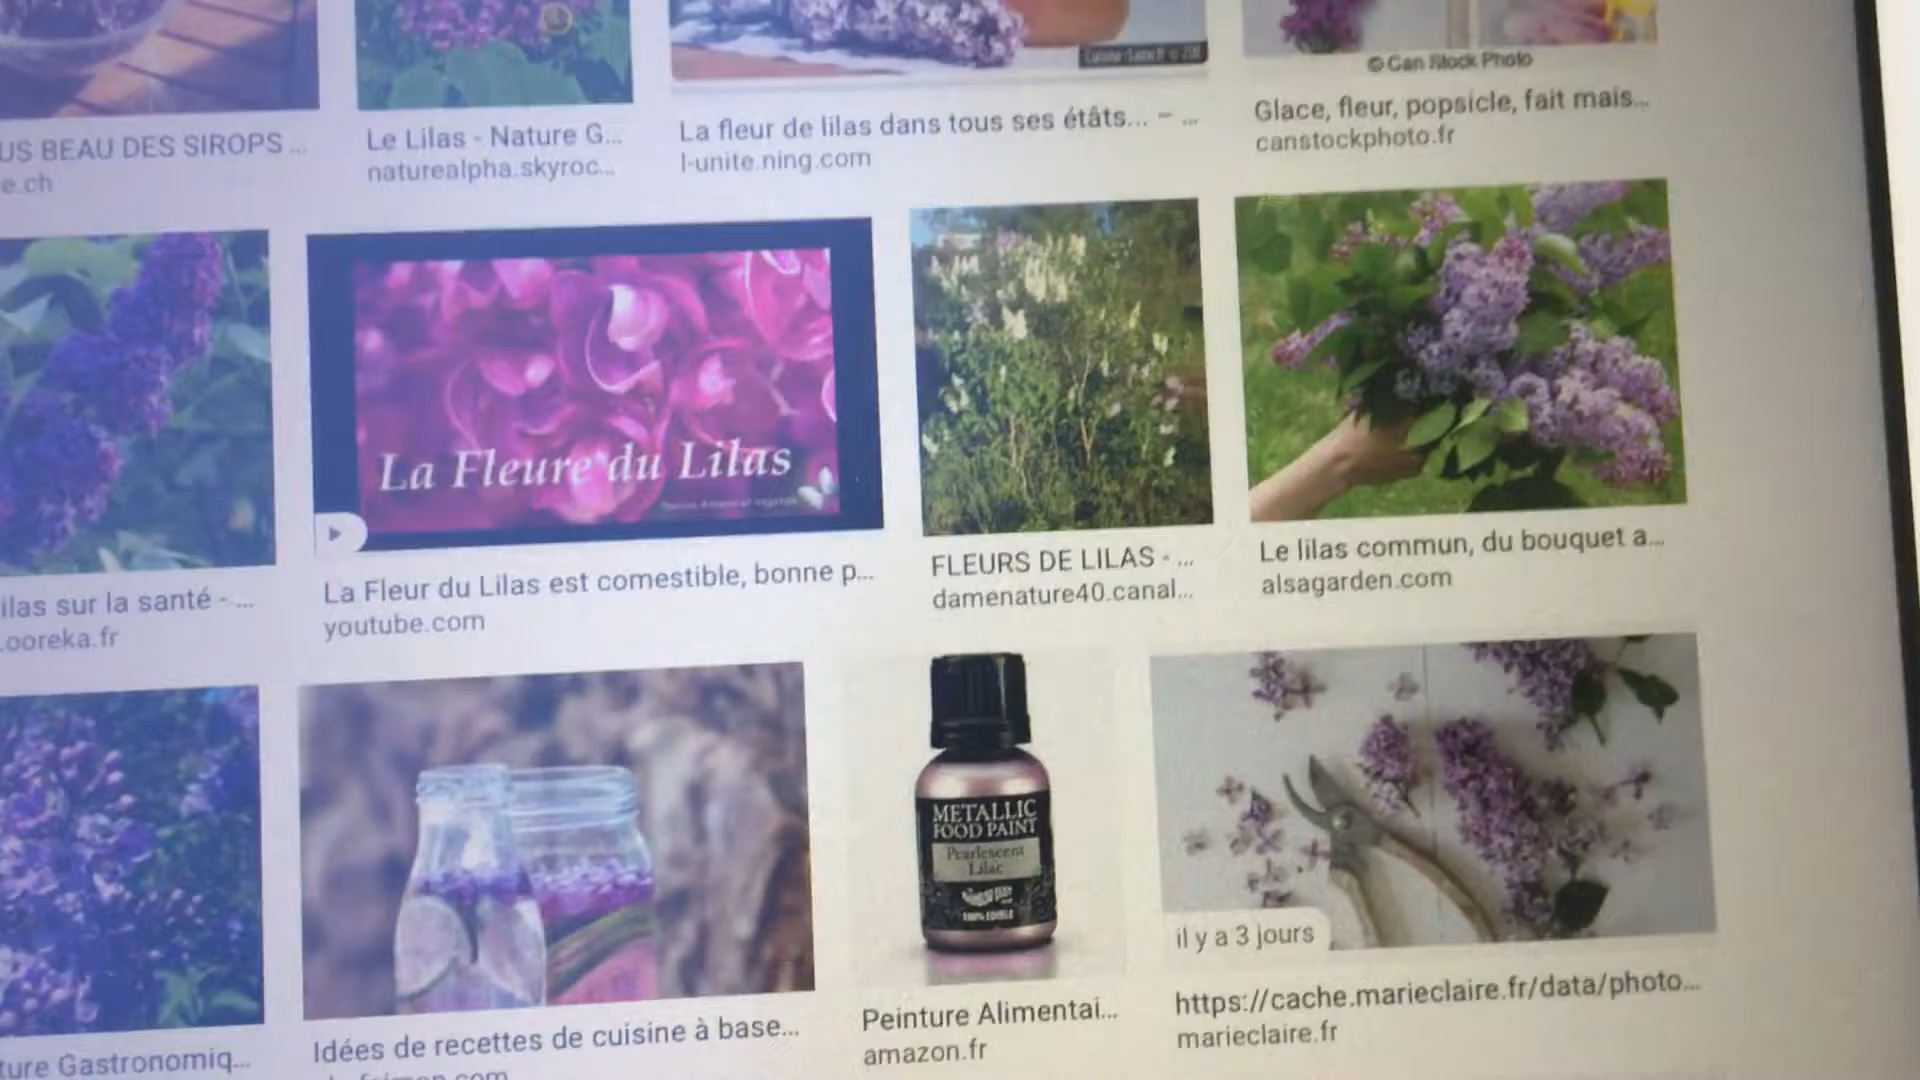 © Can Stock Photo
US BEAU DES SIROPS ...
e.ch
Le Lilas - Nature G...
naturealpha.skyroc...
La fleur de lilas dans tous ses étâts... – ...
l-unite.ning.com
Glace, fleur, popsicle, fait mais...
canstockphoto.fr
La Fleure du Lilas
ilas sur la santé - ...
.ooreka.fr
La Fleur du Lilas est comestible, bonne p...
youtube.com
FLEURS DE LILAS - ...
damenature40.canal...
Le lilas commun, du bouquet a...
alsagarden.com
METALLIC
FOOD PAINT
Pearlescent
Lilac
100% EDIBLE
il y a 3 jours
ture Gastronomiq...
Idées de recettes de cuisine à base...
Peinture Alimentai...
amazon.fr
https://cache.marieclaire.fr/data/photo...
marieclaire.fr